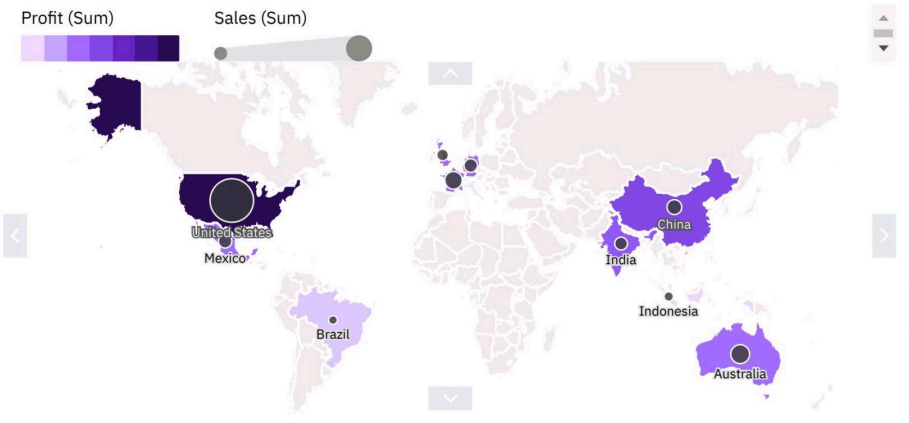 Profit (Sum)
Sales (Sum)
United States
Mexico
China
India
Indonesia
Brazil
Australia